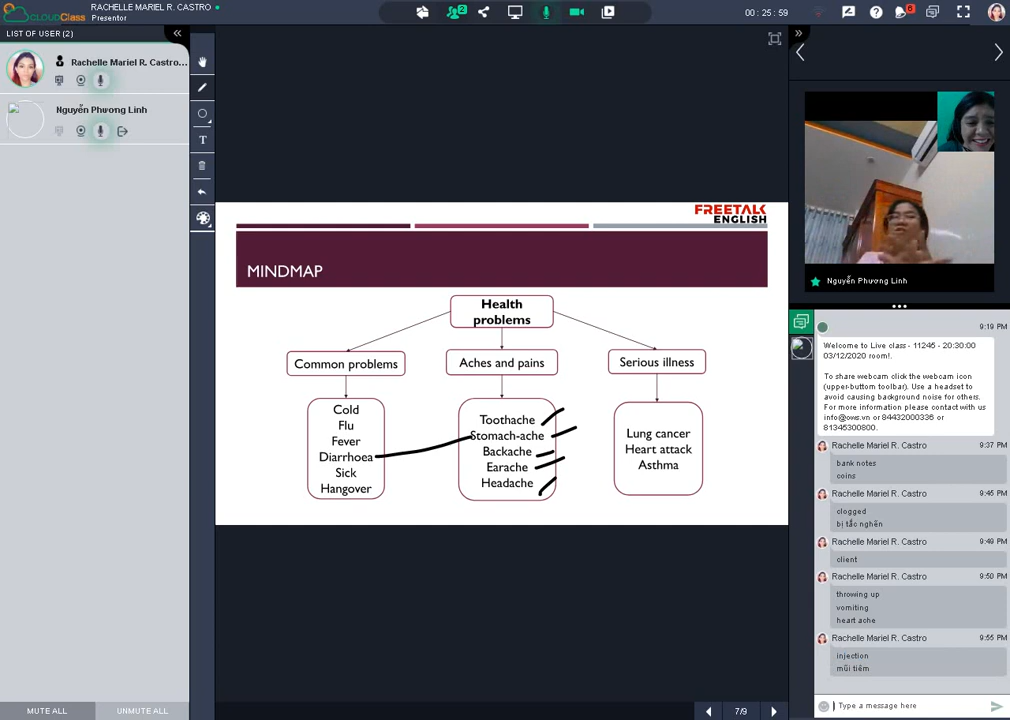 CLOUDClass
RACHELLE MARIEL R. CASTRO
Presentor
2
00 : 25 : 59
6
LIST OF USER (2)
Rachelle Mariel R. Castro...
Nguyễn Phương Linh
T
FREETALK
ENGLISH
MINDMAP
Health
problems
Common problems
Aches and pains
Serious illness
Cold
Flu
Fever
Diarrhoea
Sick
Hangover
Toothache
Stomach-ache
Backache
Earache
Headache
Lung cancer
Heart attack
Asthma
Nguyễn Phương Linh
9:19 PM
Welcome to Live class - 11245 - 20:30:00
03/12/2020 room!.
To share webcam click the webcam icon
(upper-buttom toolbar). Use a headset to
avoid causing background noise for others.
For more information please contact with us
info@ows.vn or 84432000336 or
81345300800.
Rachelle Mariel R. Castro 9:37 PM
bank notes
coins
Rachelle Mariel R. Castro 9:45 PM
clogged
bị tắc nghẽn
Rachelle Mariel R. Castro 9:49 PM
client
Rachelle Mariel R. Castro 9:50 PM
throwing up
vomiting
heart ache
Rachelle Mariel R. Castro 9:55 PM
injection
mũi tiêm
MUTE ALL
UNMUTE ALL
7/9
Type a message here